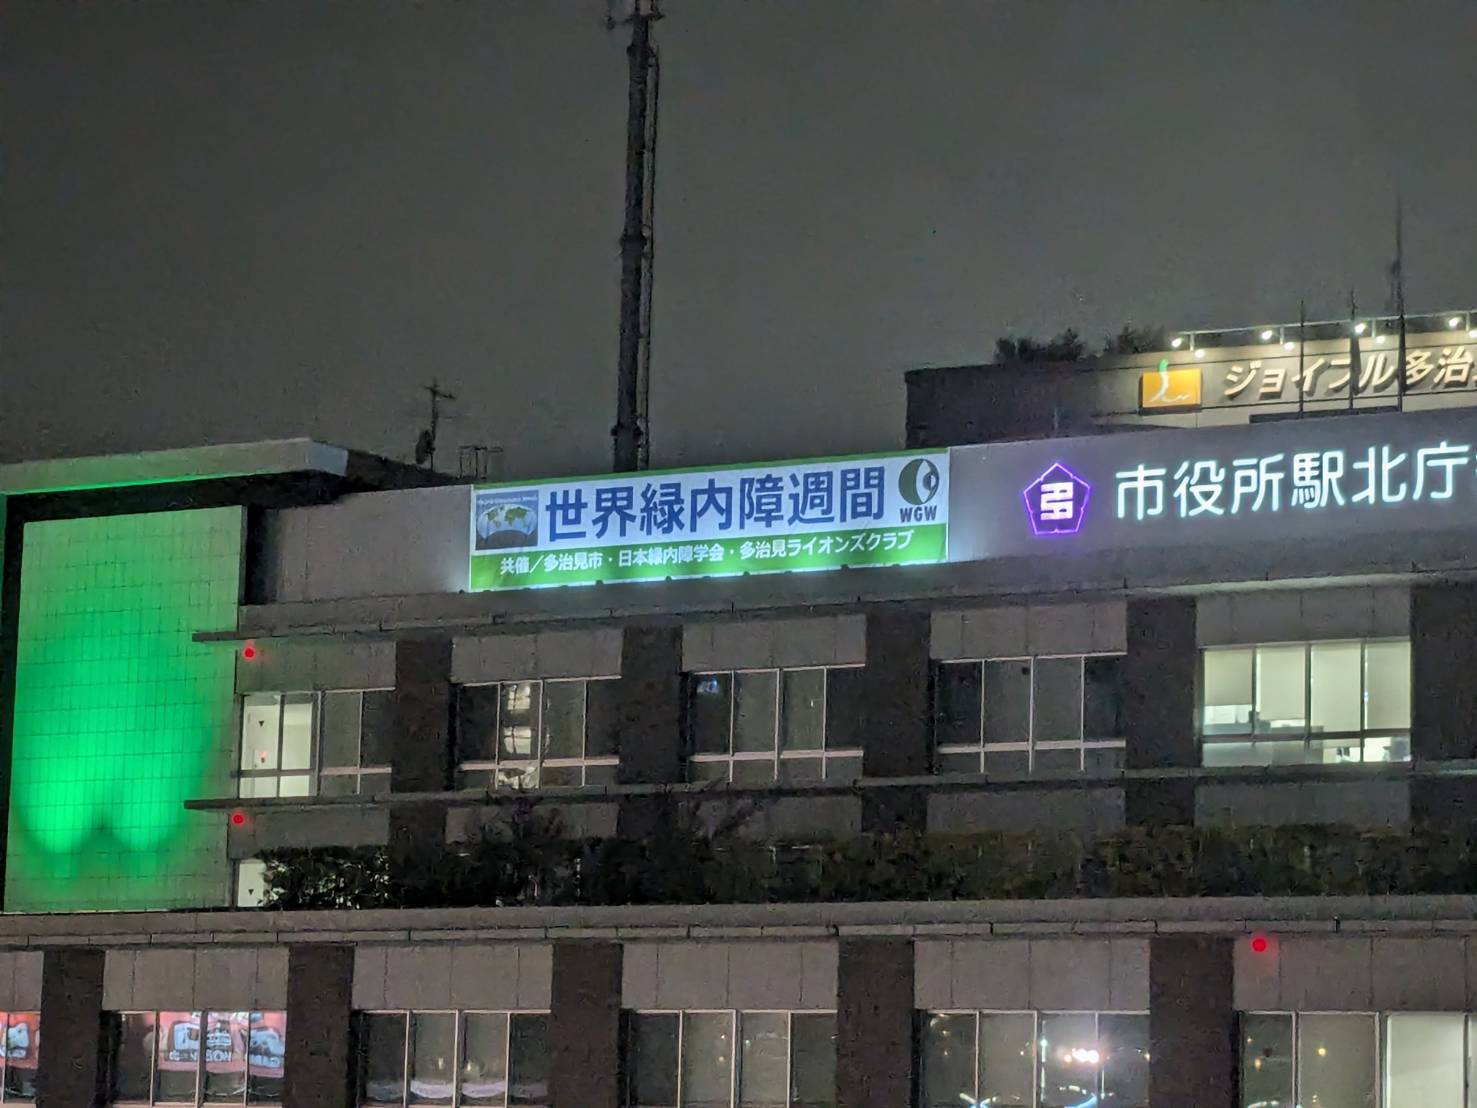 ジョイフル多治
世界緑内障週間
WGW
共催／多治見市・日本緑内障学会・多治見ライオンズクラブ
市役所駅北庁